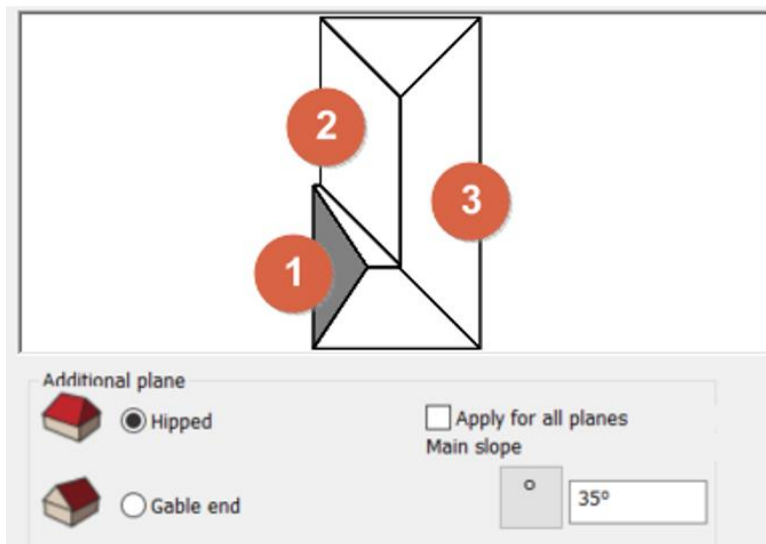 2
3
1
Additional plane
Hipped
Apply for all planes
Main slope
Gable end
° 35°